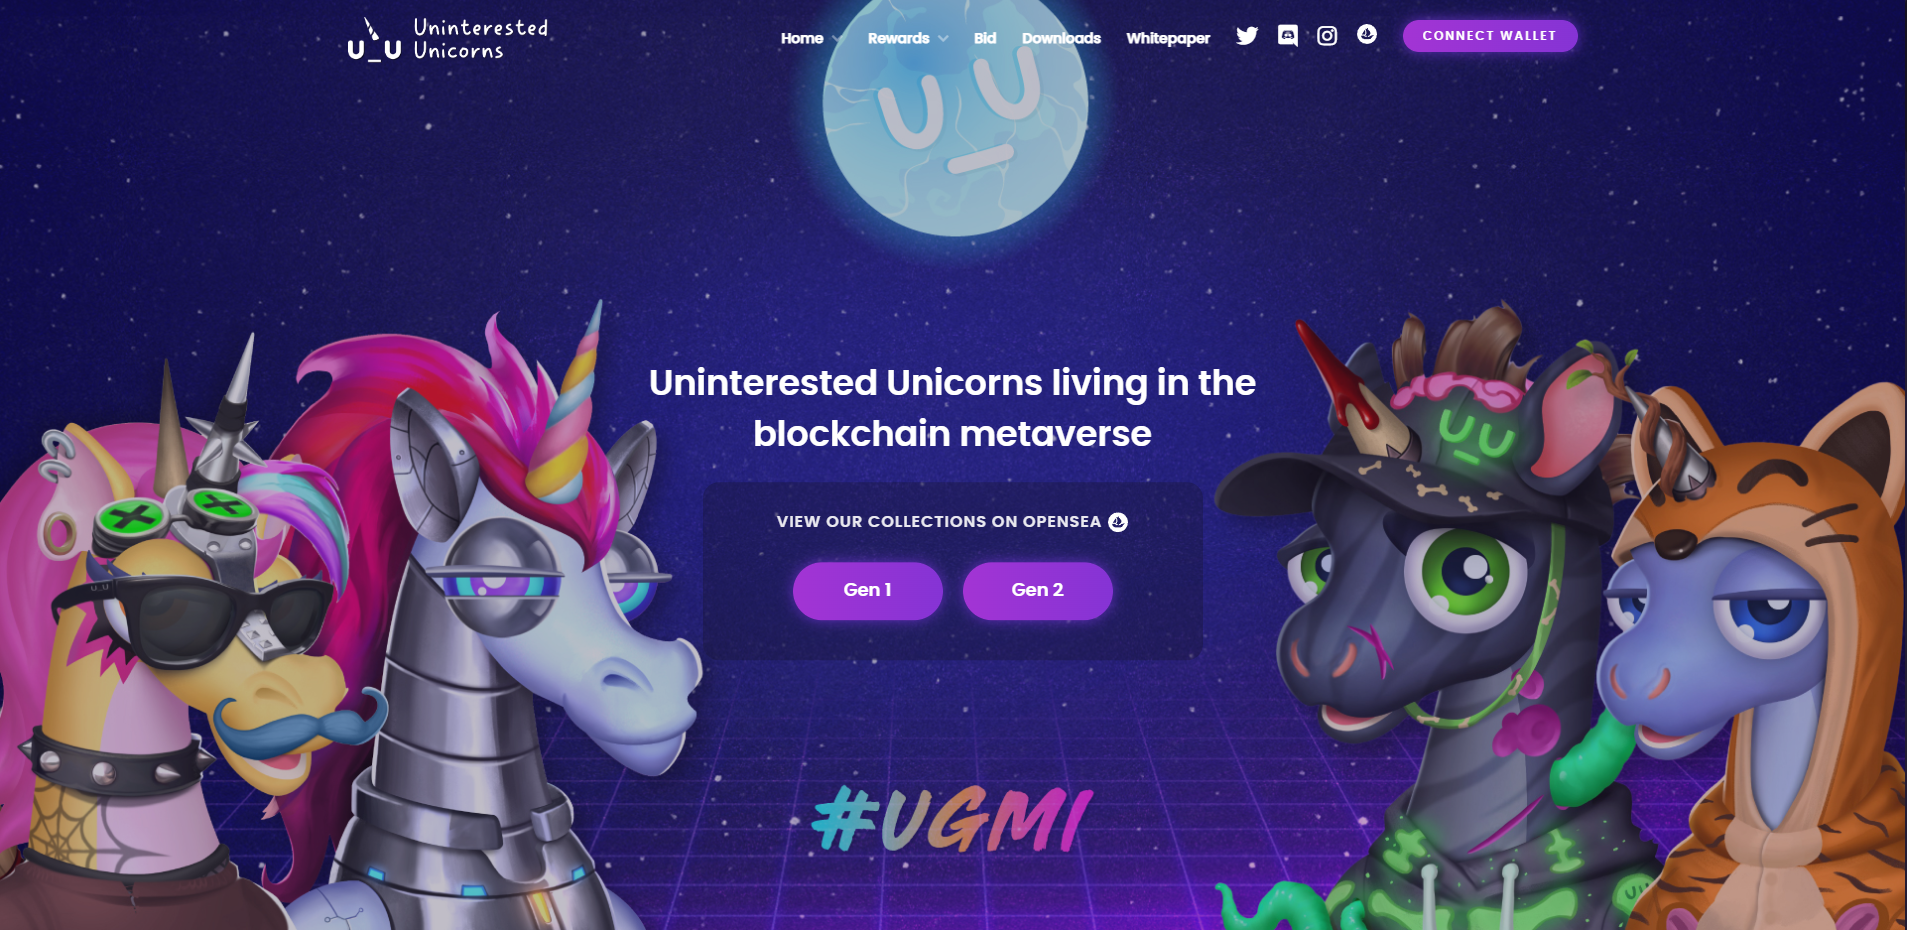 Uninterested
Unicorns
Home
Rewards
Bid
Downloads
Whitepaper
CONNECT WALLET
Uninterested Unicorns living in the
blockchain metaverse
VIEW OUR COLLECTIONS ON OPENSEA
Gen 1
Gen 2
#UGMI